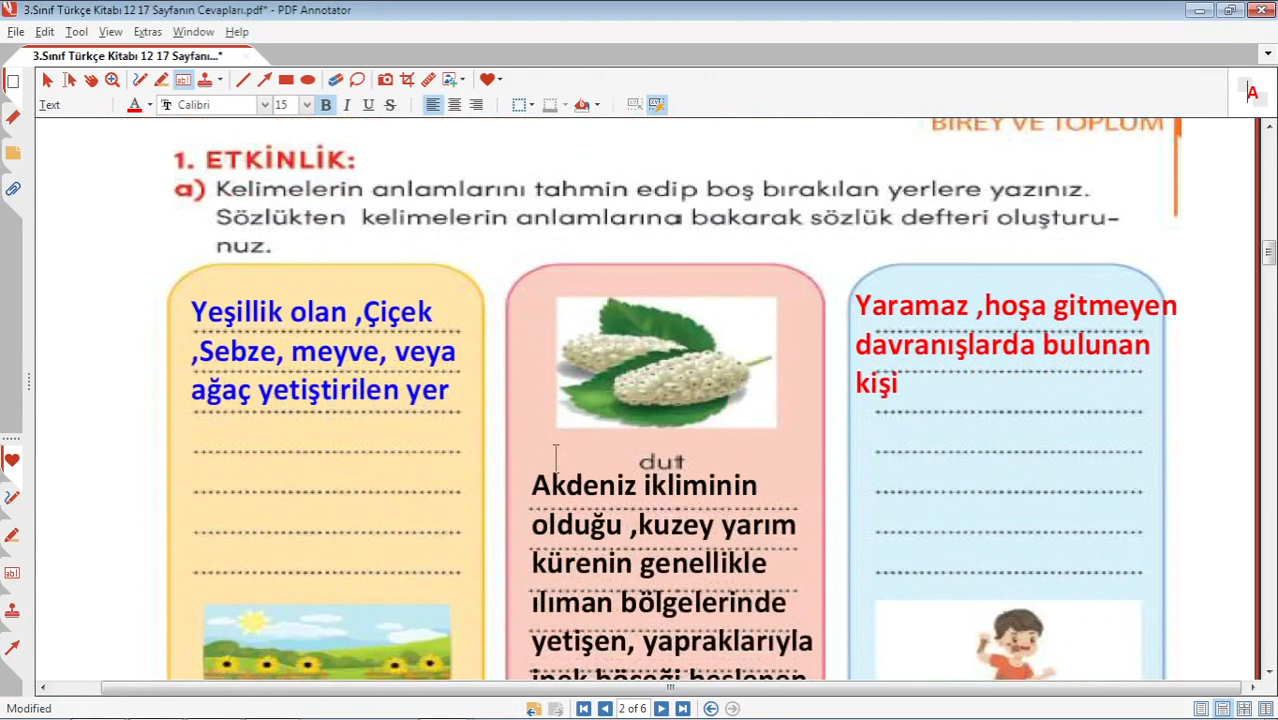 3.Sınıf Türkçe Kitabı 12 17 Sayfanın Cevapları.pdf* - PDF Annotator
File Edit Tool View Extras Window Help
3.Sınıf Türkçe Kitabı 12 17 Sayfanı...*
Text Calibri 15 B I U S
A
BİREY VE TOPLUM
1. ETKİNLİK:
a) Kelimelerin anlamlarını tahmin edip boş bırakılan yerlere yazınız.
Sözlükten kelimelerin anlamlarına bakarak sözlük defteri oluşturu-
nuz.
Yeşillik olan ,Çiçek
,Sebze, meyve, veya
ağaç yetiştirilen yer
dut
Akdeniz ikliminin
olduğu ,kuzey yarım
kürenin genellikle
ılıman bölgelerinde
yetişen, yapraklarıyla
ipek böceği beslenen
Yaramaz ,hoşa gitmeyen
davranışlarda bulunan
kişi
Modified
2 of 6